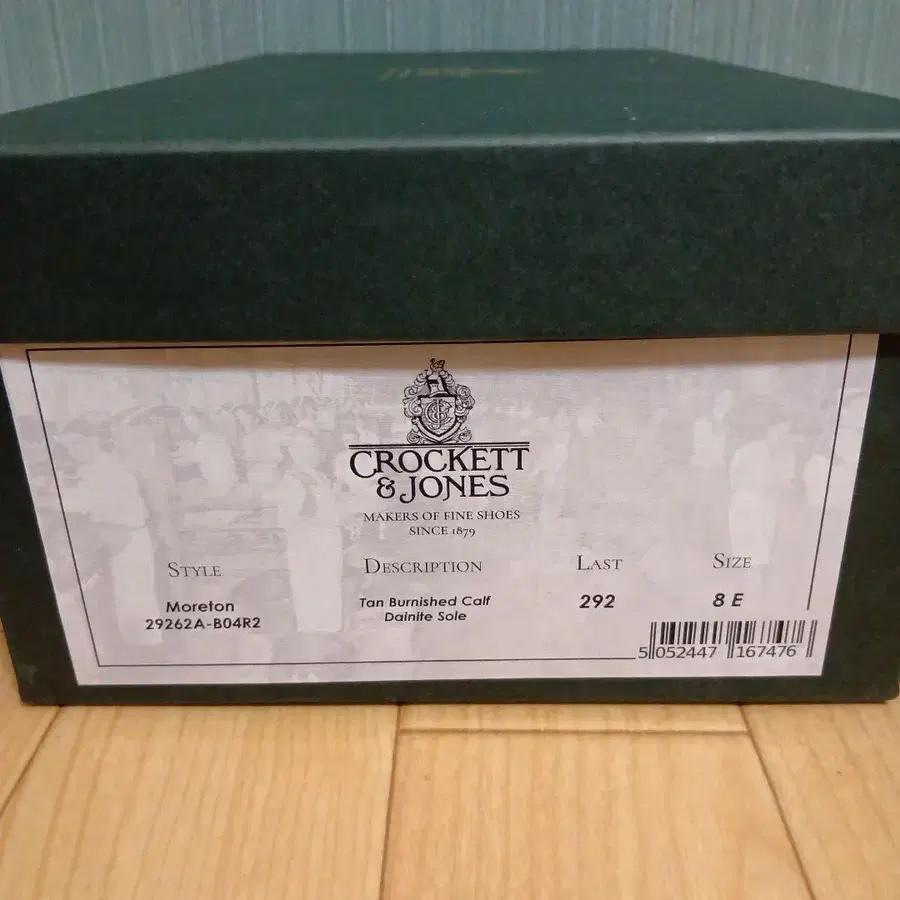 CROCKETT
& JONES
MAKERS OF FINE SHOES
SINCE 1879
STYLE DESCRIPTION LAST SIZE
Moreton Tan Burnished Calf 292 8 E
29262A-B04R2 Dainite Sole
5 052447 167476